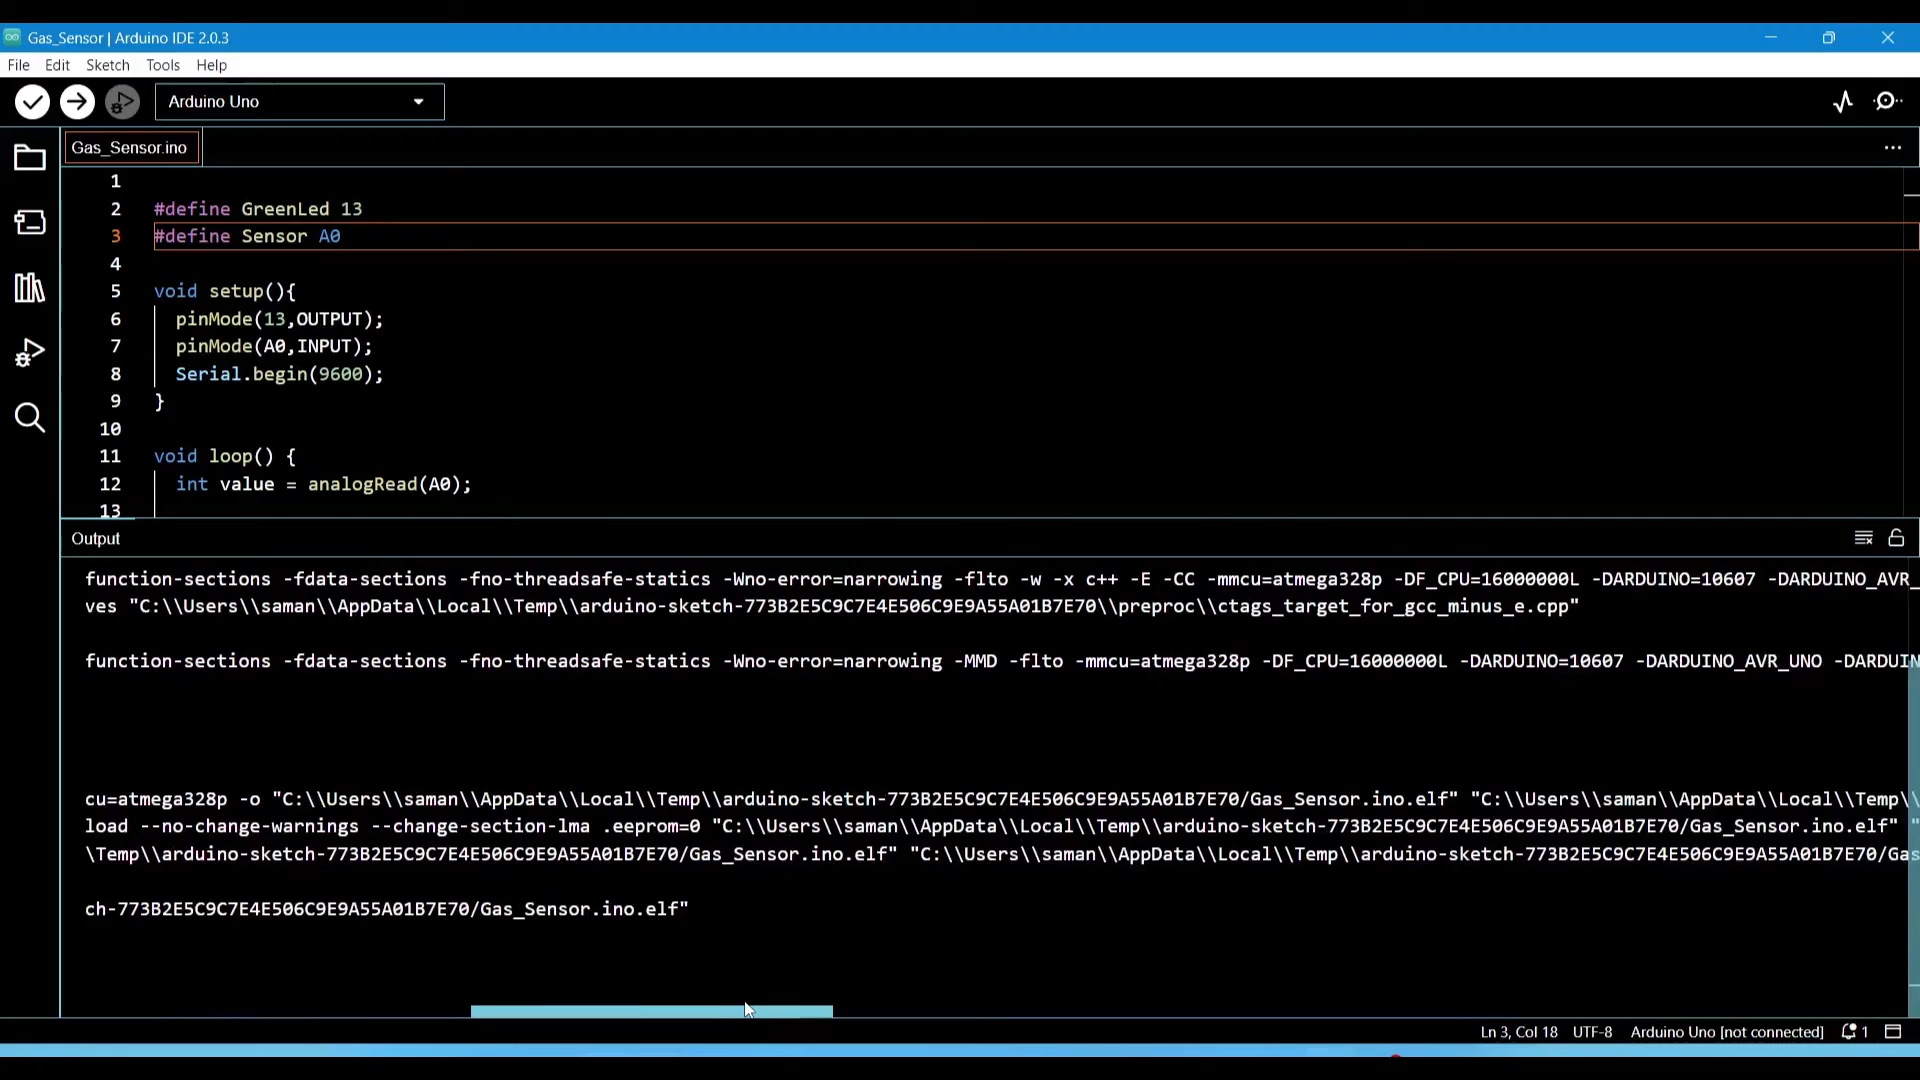 Gas_Sensor | Arduino IDE 2.0.3
File Edit Sketch Tools Help
Arduino Uno
Gas_Sensor.ino
1
2 #define GreenLed 13
3 #define Sensor A0
4
5 void setup(){
6 pinMode(13,OUTPUT);
7 pinMode(A0,INPUT);
8 Serial.begin(9600);
9 }
10
11 void loop() {
12 int value = analogRead(A0);
13
Output
function-sections -fdata-sections -fno-threadsafe-statics -Wno-error=narrowing -flto -w -x c++ -E -CC -mmcu=atmega328p -DF_CPU=16000000L -DARDUINO=10607 -DARDUINO_AVR_
ves "C:\\Users\\saman\\AppData\\Local\\Temp\\arduino-sketch-773B2E5C9C7E4E506C9E9A55A01B7E70\\preproc\\ctags_target_for_gcc_minus_e.cpp"
function-sections -fdata-sections -fno-threadsafe-statics -Wno-error=narrowing -MMD -flto -mmcu=atmega328p -DF_CPU=16000000L -DARDUINO=10607 -DARDUINO_AVR_UNO -DARDUIN
cu=atmega328p -o "C:\\Users\\saman\\AppData\\Local\\Temp\\arduino-sketch-773B2E5C9C7E4E506C9E9A55A01B7E70/Gas_Sensor.ino.elf" "C:\\Users\\saman\\AppData\\Local\\Temp\\
load --no-change-warnings --change-section-lma .eeprom=0 "C:\\Users\\saman\\AppData\\Local\\Temp\\arduino-sketch-773B2E5C9C7E4E506C9E9A55A01B7E70/Gas_Sensor.ino.elf" "
\Temp\\arduino-sketch-773B2E5C9C7E4E506C9E9A55A01B7E70/Gas_Sensor.ino.elf" "C:\\Users\\saman\\AppData\\Local\\Temp\\arduino-sketch-773B2E5C9C7E4E506C9E9A55A01B7E70/Gas
ch-773B2E5C9C7E4E506C9E9A55A01B7E70/Gas_Sensor.ino.elf"
Ln 3, Col 18 UTF-8 Arduino Uno [not connected] 1